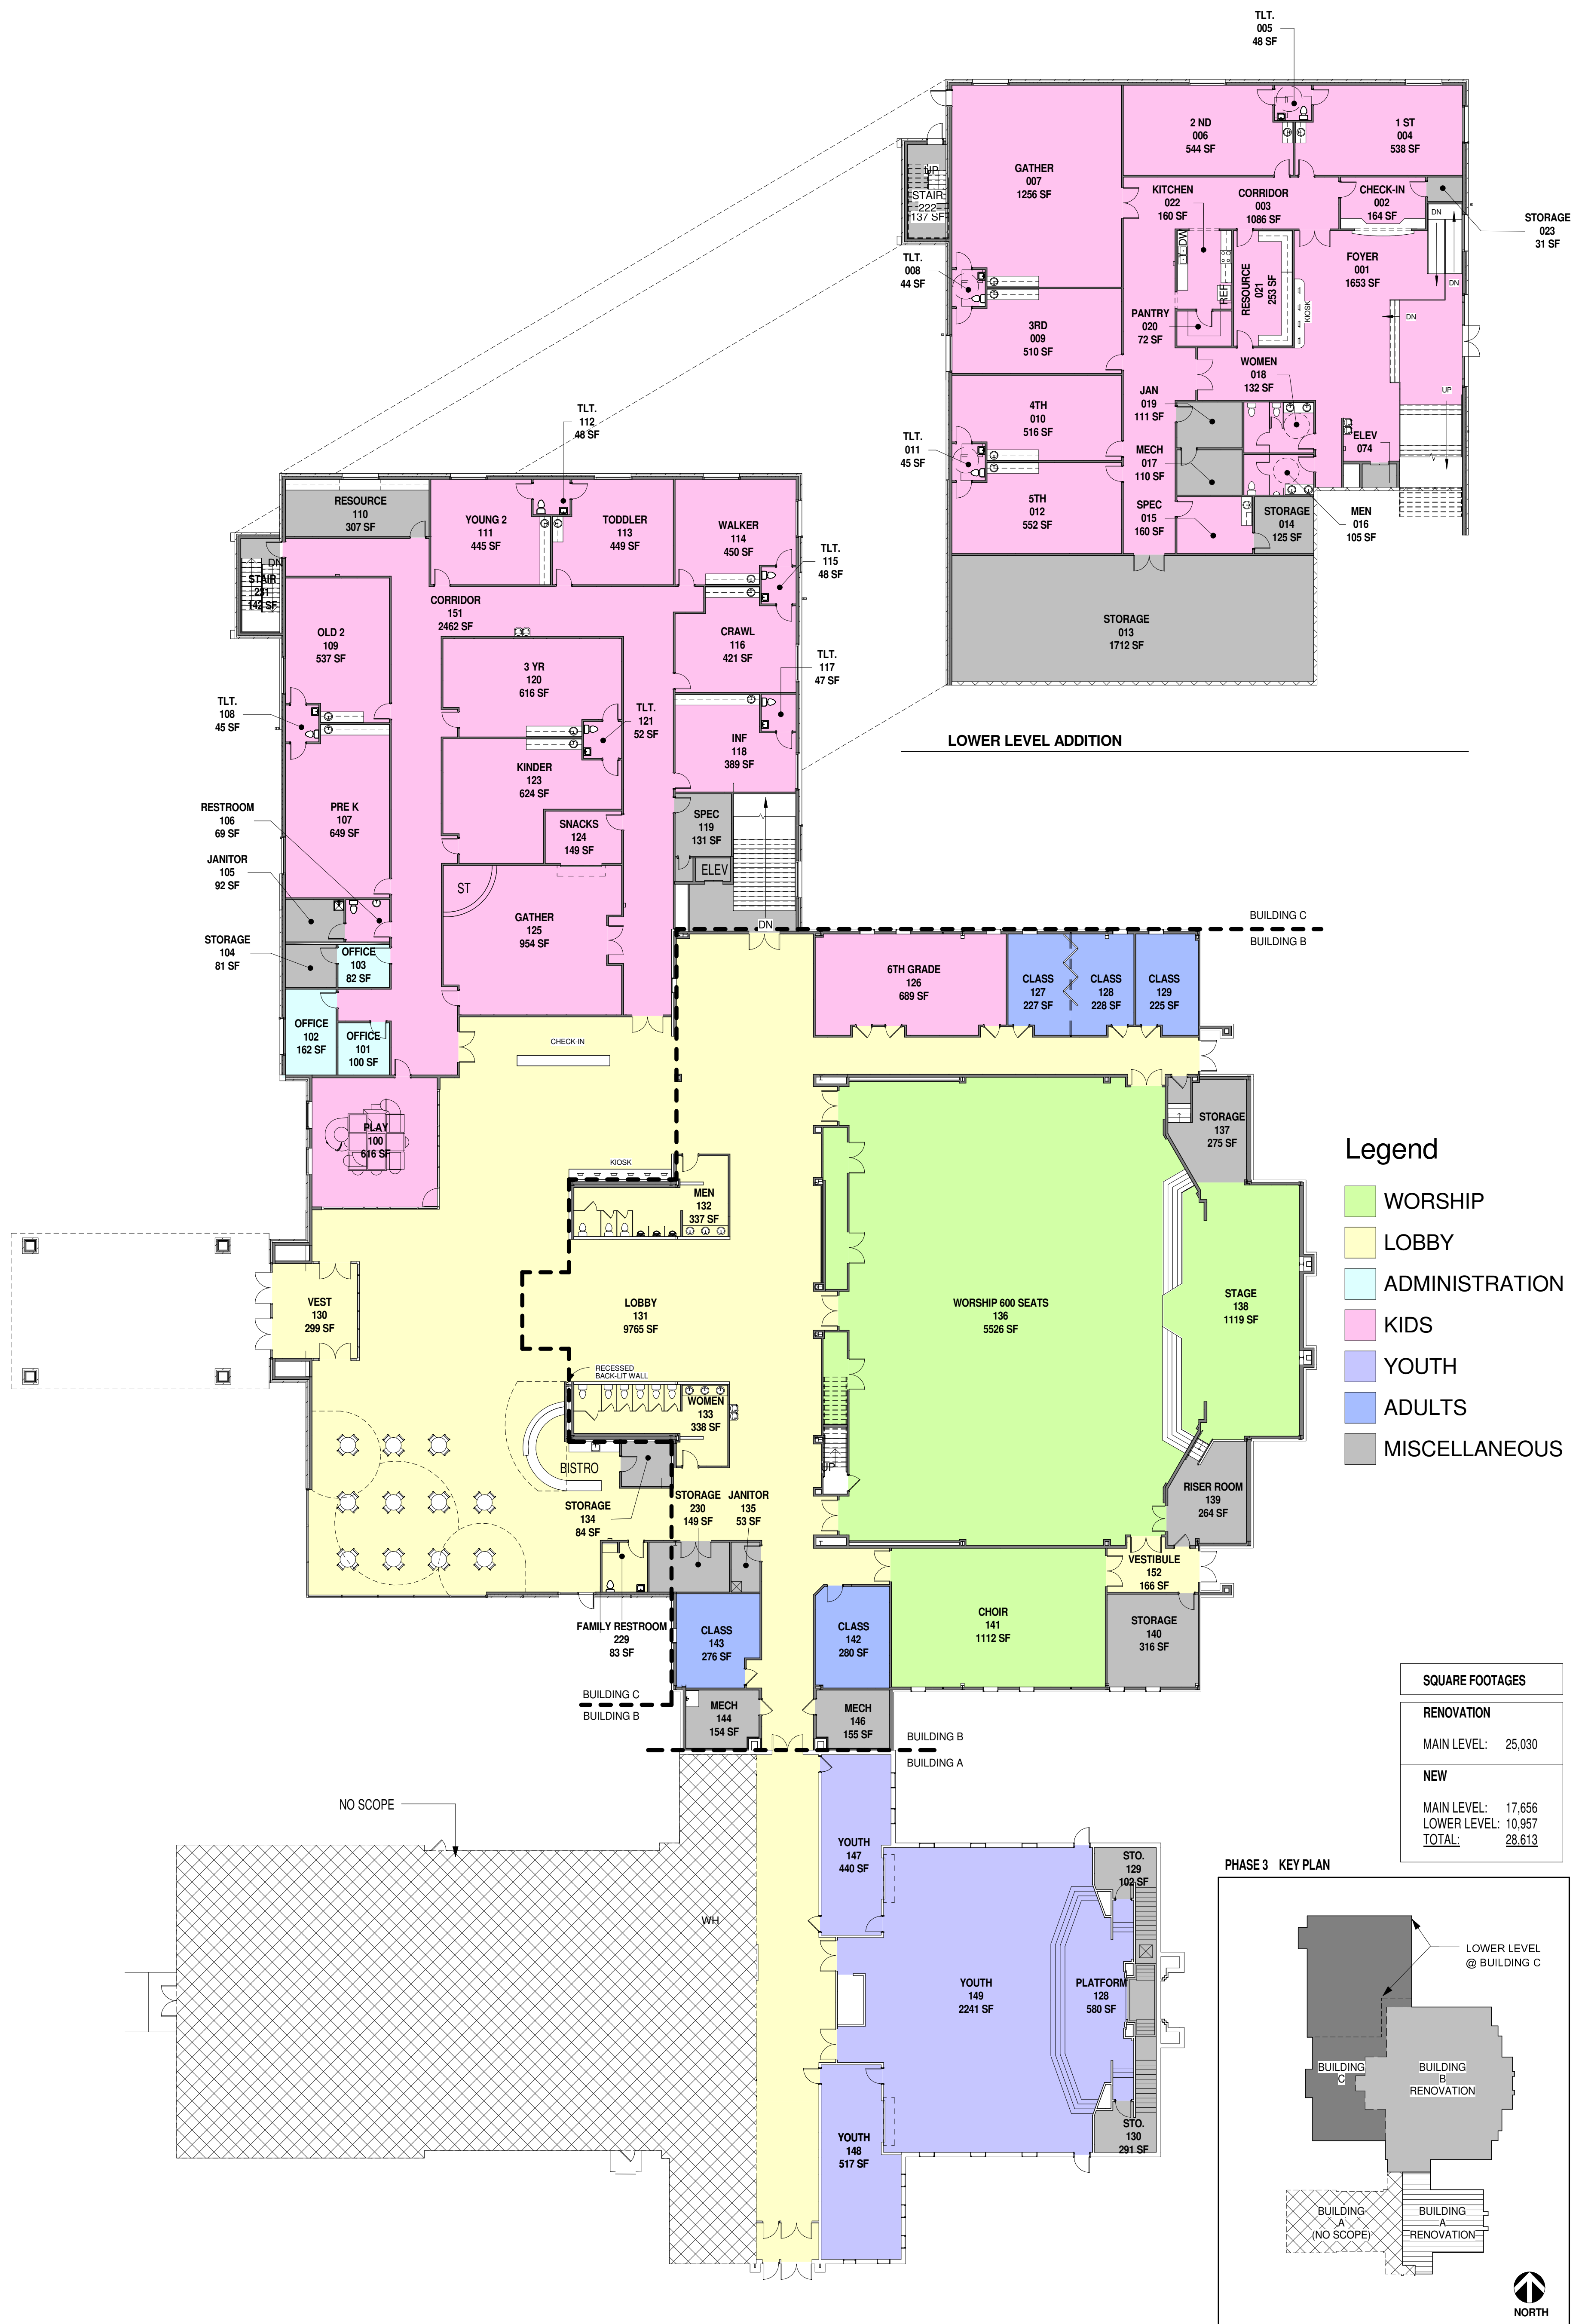 TLT.
005
48 SF
2 ND
006
544 SF
1 ST
004
538 SF
GATHER
007
1256 SF
UP
STAIR
222
137 SF
KITCHEN
022
160 SF
CORRIDOR
003
1086 SF
CHECK-IN
002
164 SF
DN
STORAGE
023
31 SF
DW
REF
RESOURCE
021
253 SF
KIOSK
FOYER
001
1653 SF
DN
DN
TLT.
008
44 SF
PANTRY
020
72 SF
3RD
009
510 SF
WOMEN
018
132 SF
UP
JAN
019
111 SF
4TH
010
516 SF
TLT.
011
45 SF
MECH
017
110 SF
ELEV
074
5TH
012
552 SF
SPEC
015
160 SF
STORAGE
014
125 SF
MEN
016
105 SF
STORAGE
013
1712 SF
LOWER LEVEL ADDITION
TLT.
112
48 SF
RESOURCE
110
307 SF
YOUNG 2
111
445 SF
TODDLER
113
449 SF
WALKER
114
450 SF
TLT.
115
48 SF
DN
STAIR
231
142 SF
CORRIDOR
151
2462 SF
OLD 2
109
537 SF
CRAWL
116
421 SF
3 YR
120
616 SF
TLT.
117
47 SF
TLT.
108
45 SF
TLT.
121
52 SF
INF
118
389 SF
KINDER
123
624 SF
PRE K
107
649 SF
RESTROOM
106
69 SF
SNACKS
124
149 SF
SPEC
119
131 SF
ELEV
JANITOR
105
92 SF
ST
GATHER
125
954 SF
DN
STORAGE
104
81 SF
OFFICE
103
82 SF
OFFICE
102
162 SF
OFFICE
101
100 SF
BUILDING C
BUILDING B
6TH GRADE
126
689 SF
CLASS
127
227 SF
CLASS
128
228 SF
CLASS
129
225 SF
CHECK-IN
PLAY
100
616 SF
STORAGE
137
275 SF
KIOSK
MEN
132
337 SF
VEST
130
299 SF
LOBBY
131
9765 SF
WORSHIP 600 SEATS
136
5526 SF
STAGE
138
1119 SF
Legend
WORSHIP
LOBBY
ADMINISTRATION
KIDS
YOUTH
ADULTS
MISCELLANEOUS
RECESSED
BACK-LIT WALL
WOMEN
133
338 SF
UP
BISTRO
STORAGE
134
84 SF
STORAGE
230
149 SF
JANITOR
135
53 SF
RISER ROOM
139
264 SF
VESTIBULE
152
166 SF
FAMILY RESTROOM
229
83 SF
CLASS
143
276 SF
CLASS
142
280 SF
CHOIR
141
1112 SF
STORAGE
140
316 SF
BUILDING C
BUILDING B
MECH
144
154 SF
MECH
146
155 SF
BUILDING B
BUILDING A
SQUARE FOOTAGES
RENOVATION
MAIN LEVEL: 25,030
NEW
MAIN LEVEL: 17,656
LOWER LEVEL: 10,957
TOTAL: 28,613
NO SCOPE
YOUTH
147
440 SF
STO.
129
102 SF
WH
YOUTH
149
2241 SF
PLATFORM
128
580 SF
YOUTH
148
517 SF
STO.
130
291 SF
PHASE 3 KEY PLAN
LOWER LEVEL
@ BUILDING C
BUILDING
C
BUILDING
B
RENOVATION
BUILDING
A
(NO SCOPE)
BUILDING
A
RENOVATION
NORTH